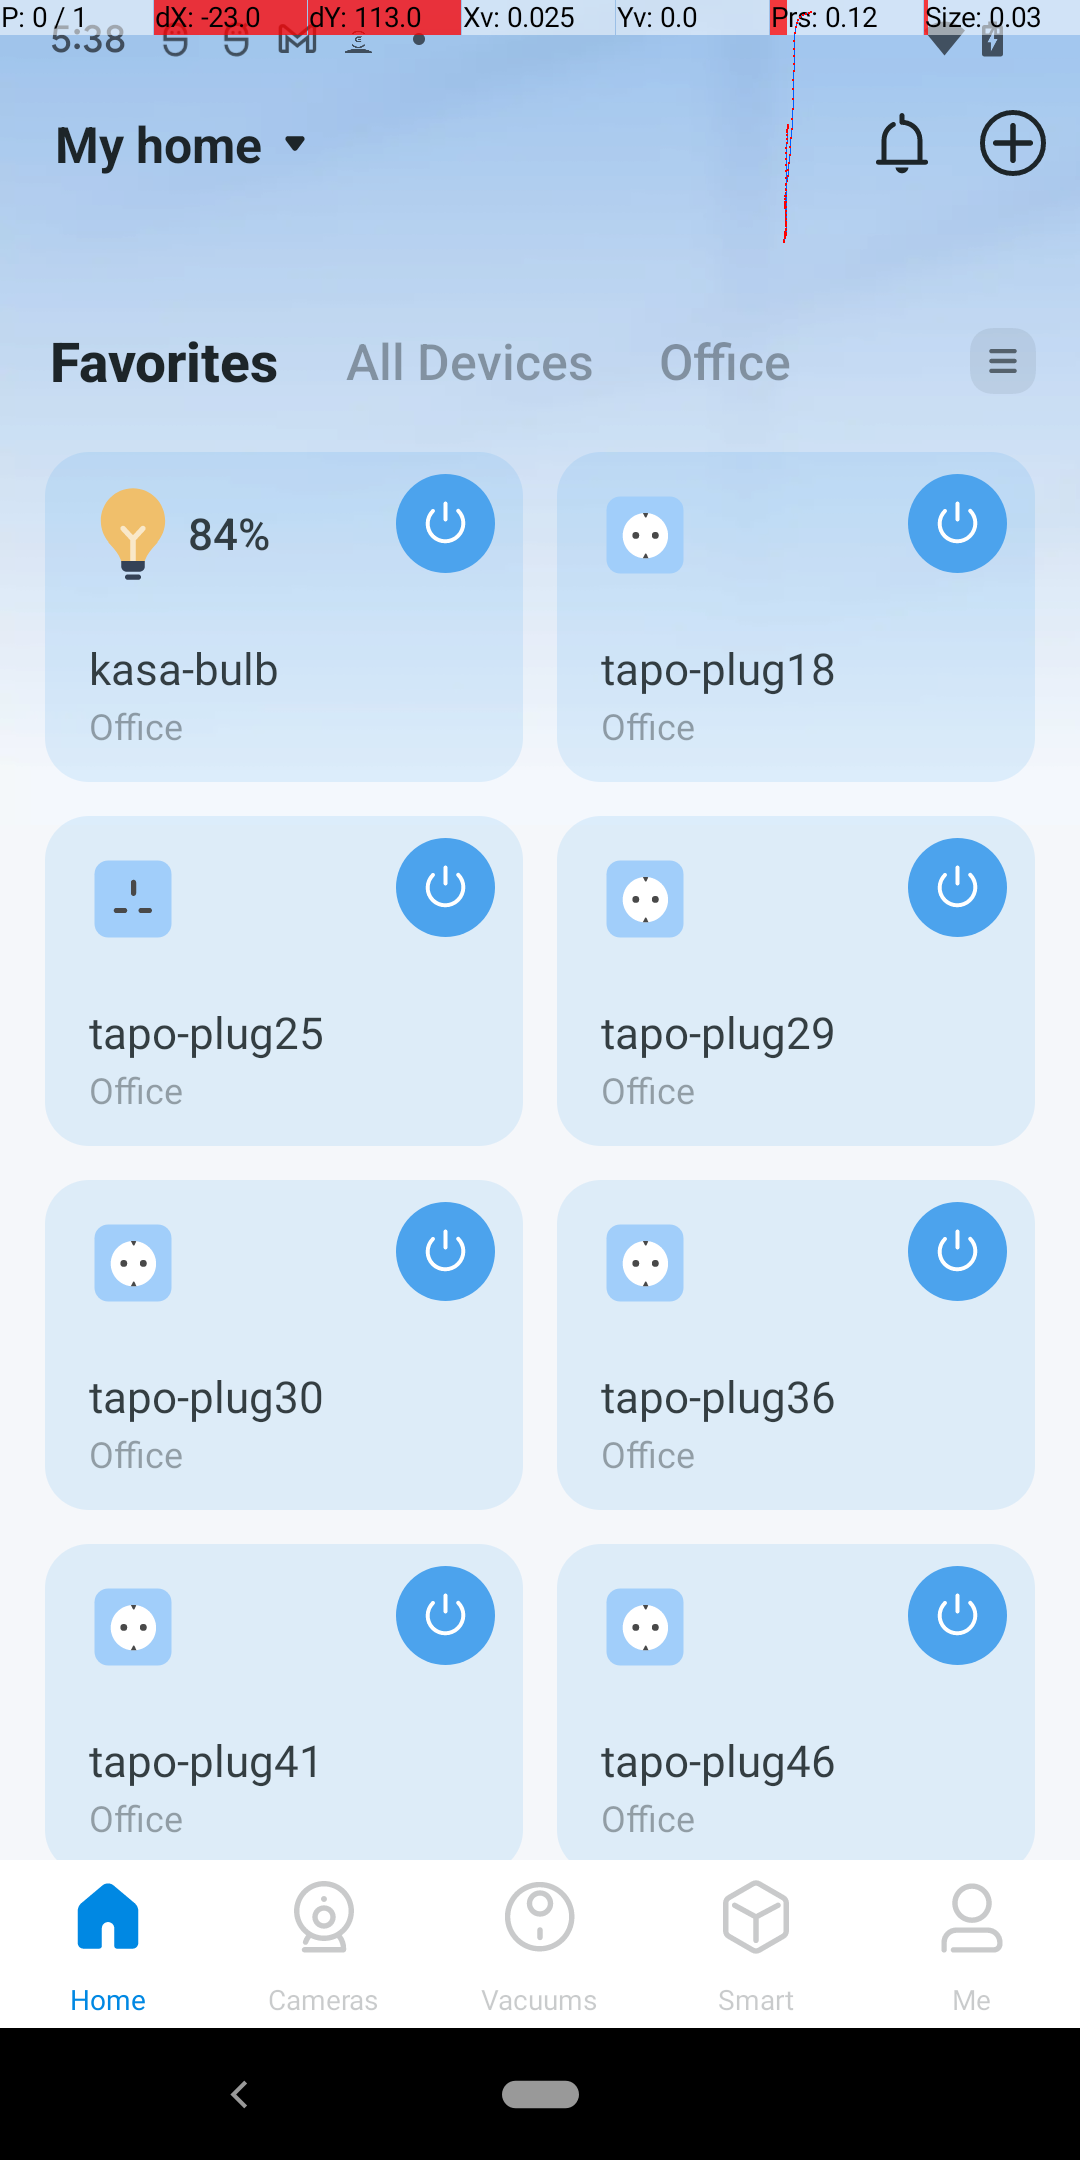 P: 0 / 1 dX: -23.0 dY: 113.0 Xv: 0.025 Yv: 0.0 Prs: 0.12 Size: 0.03
5:38
My home
Favorites All Devices Office
84%
kasa-bulb
Office
tapo-plug18
Office
tapo-plug25
Office
tapo-plug29
Office
tapo-plug30
Office
tapo-plug36
Office
tapo-plug41
Office
tapo-plug46
Office
Home Cameras Vacuums Smart Me